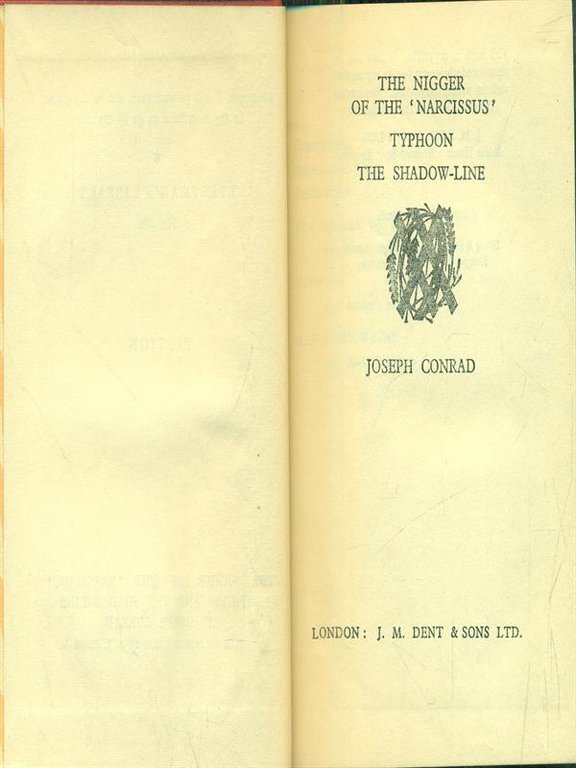 THE NIGGER
OF THE 'NARCISSUS'
TYPHOON
THE SHADOW-LINE
JOSEPH CONRAD
LONDON: J. M. DENT & SONS LTD.